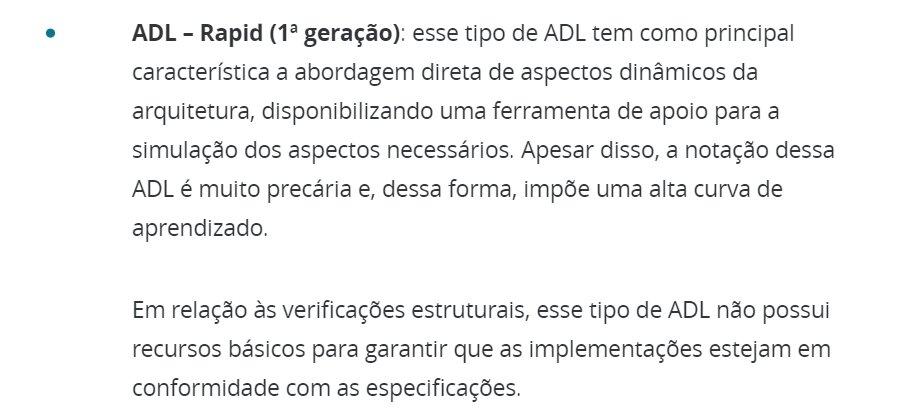 ADL – Rapid (1ª geração): esse tipo de ADL tem como principal
característica a abordagem direta de aspectos dinâmicos da
arquitetura, disponibilizando uma ferramenta de apoio para a
simulação dos aspectos necessários. Apesar disso, a notação dessa
ADL é muito precária e, dessa forma, impõe uma alta curva de
aprendizado.
Em relação às verificações estruturais, esse tipo de ADL não possui
recursos básicos para garantir que as implementações estejam em
conformidade com as especificações.